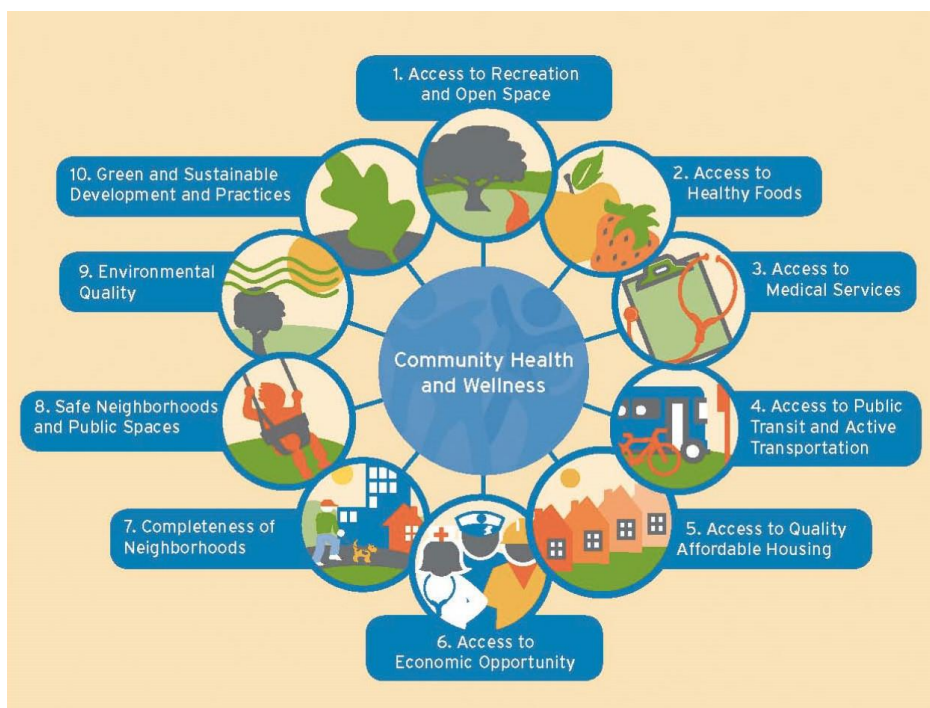 1. Access to Recreation
and Open Space
2. Access to
Healthy Foods
3. Access to
Medical Services
4. Access to Public
Transit and Active
Transportation
5. Access to Quality
Affordable Housing
6. Access to
Economic Opportunity
7. Completeness of
Neighborhoods
8. Safe Neighborhoods
and Public Spaces
9. Environmental
Quality
10. Green and Sustainable
Development and Practices
Community Health
and Wellness